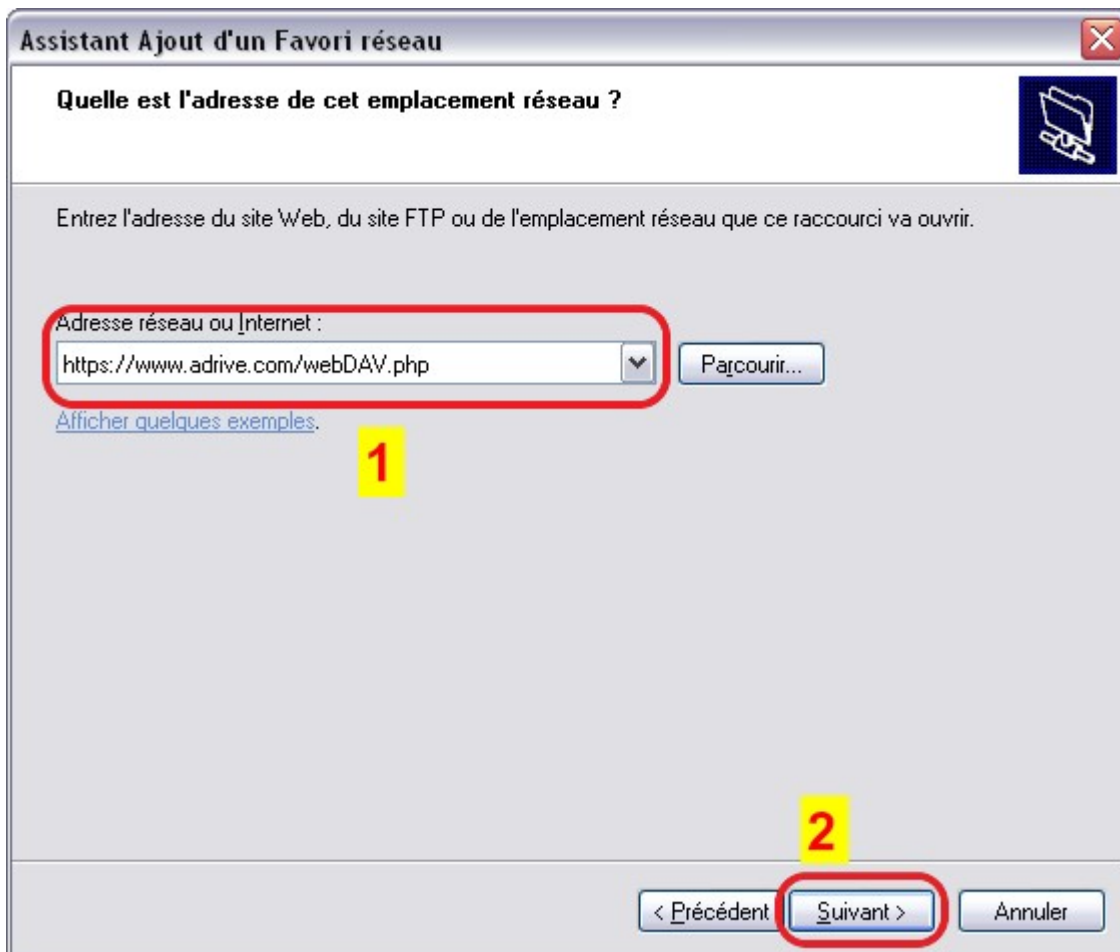 Assistant Ajout d'un Favori réseau
Quelle est l'adresse de cet emplacement réseau ?
Entrez l'adresse du site Web, du site FTP ou de l'emplacement réseau que ce raccourci va ouvrir.
Adresse réseau ou Internet :
https://www.adrive.com/webDAV.php
Parcourir...
Afficher quelques exemples.
1
2
< Précédent
Suivant >
Annuler